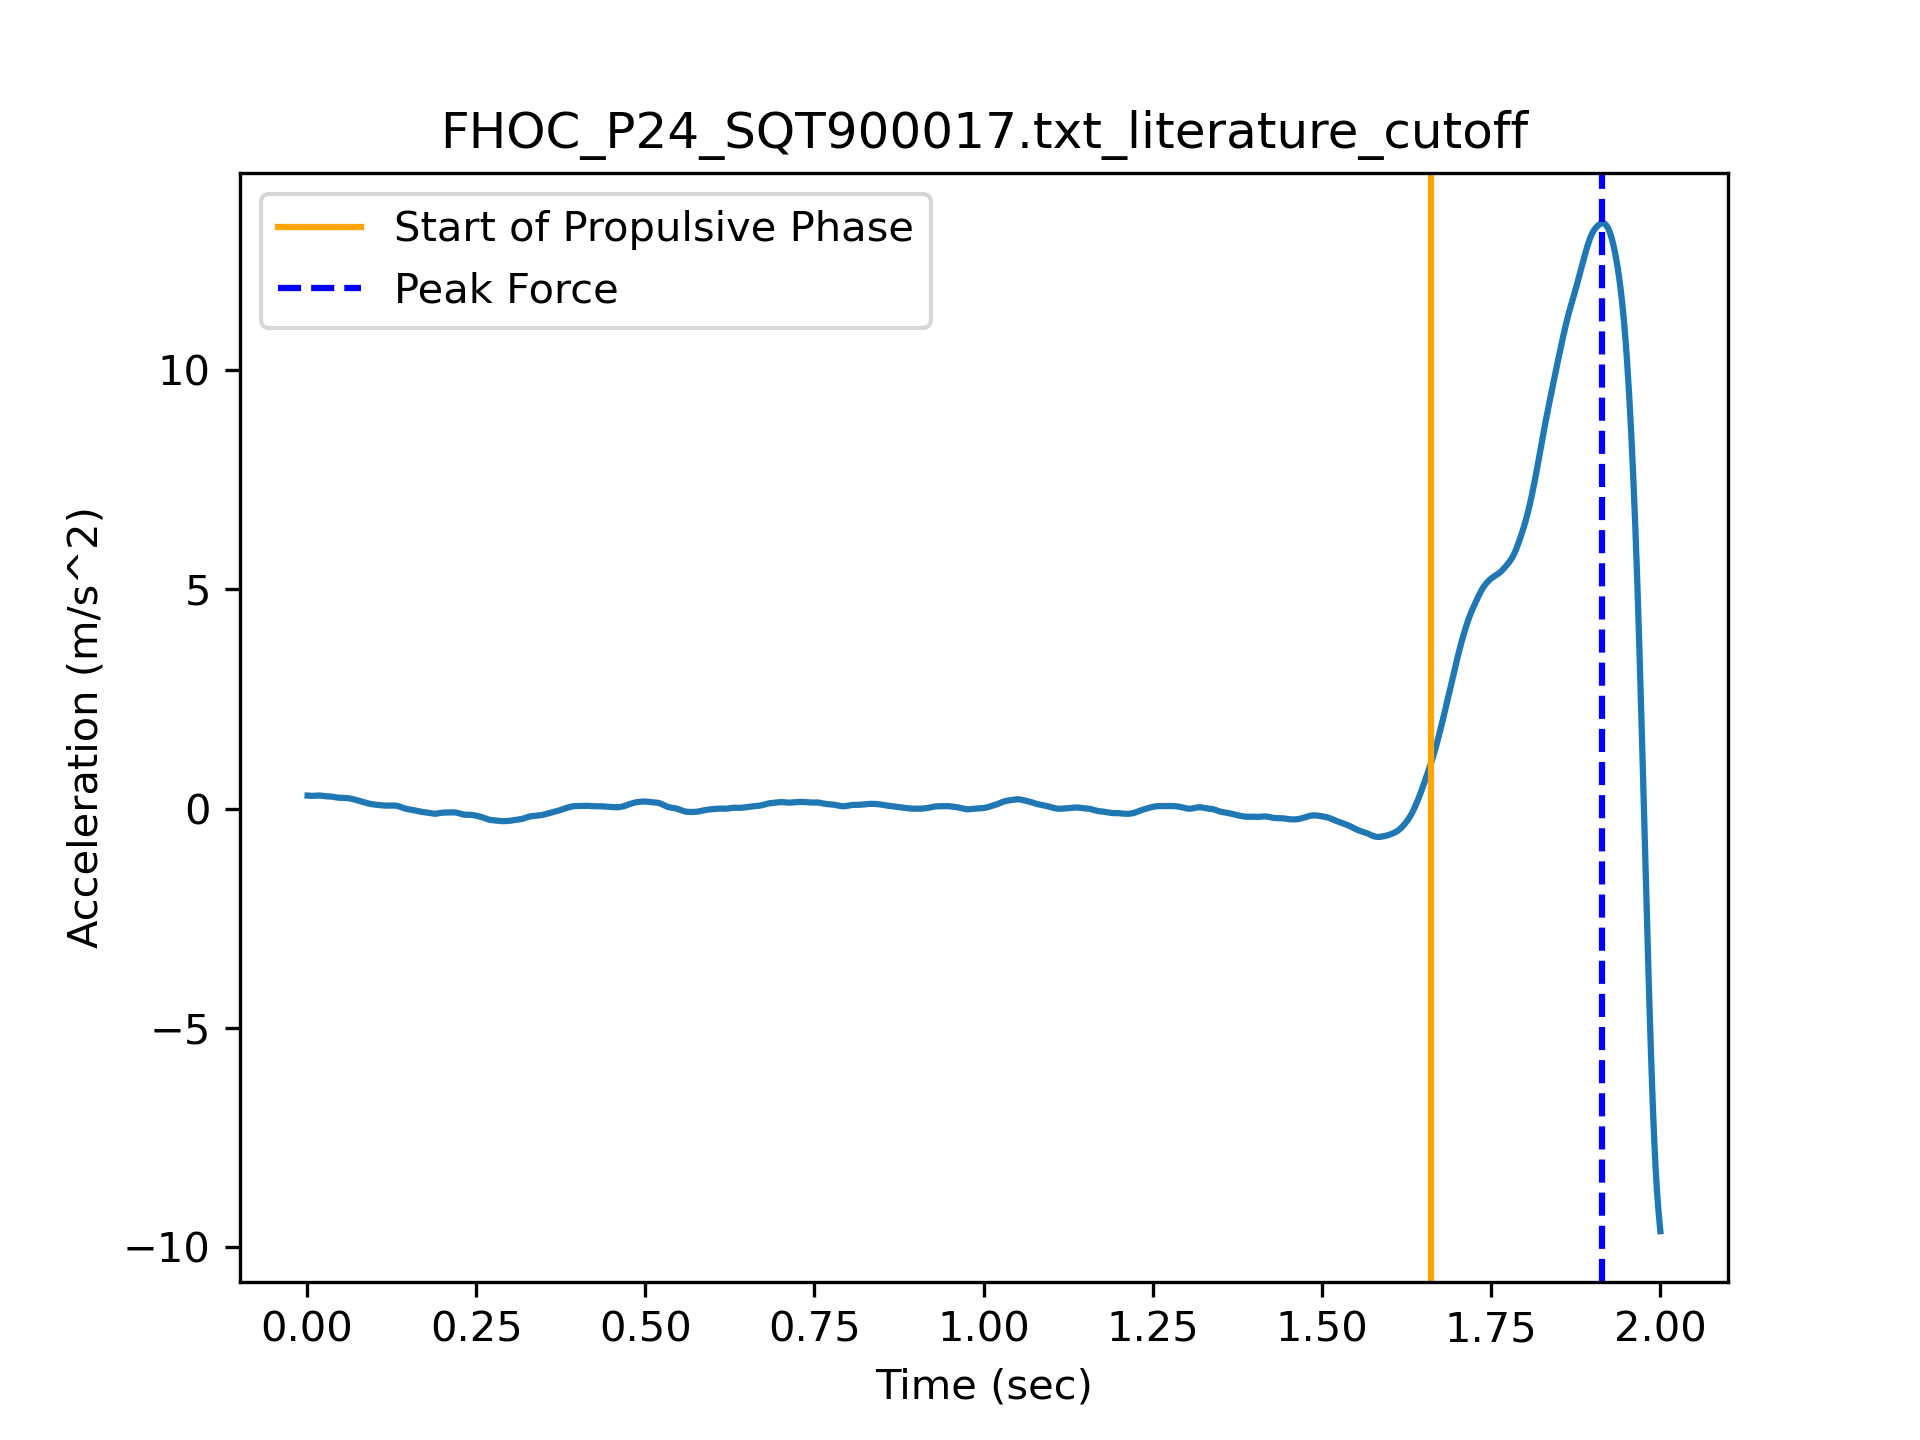 FHOC_P24_SQT900017.txt_literature_cutoff
Start of Propulsive Phase
Peak Force
Acceleration (m/s^2)
10
5
0
−5
−10
0.00 0.25 0.50 0.75 1.00 1.25 1.50 1.75 2.00
Time (sec)